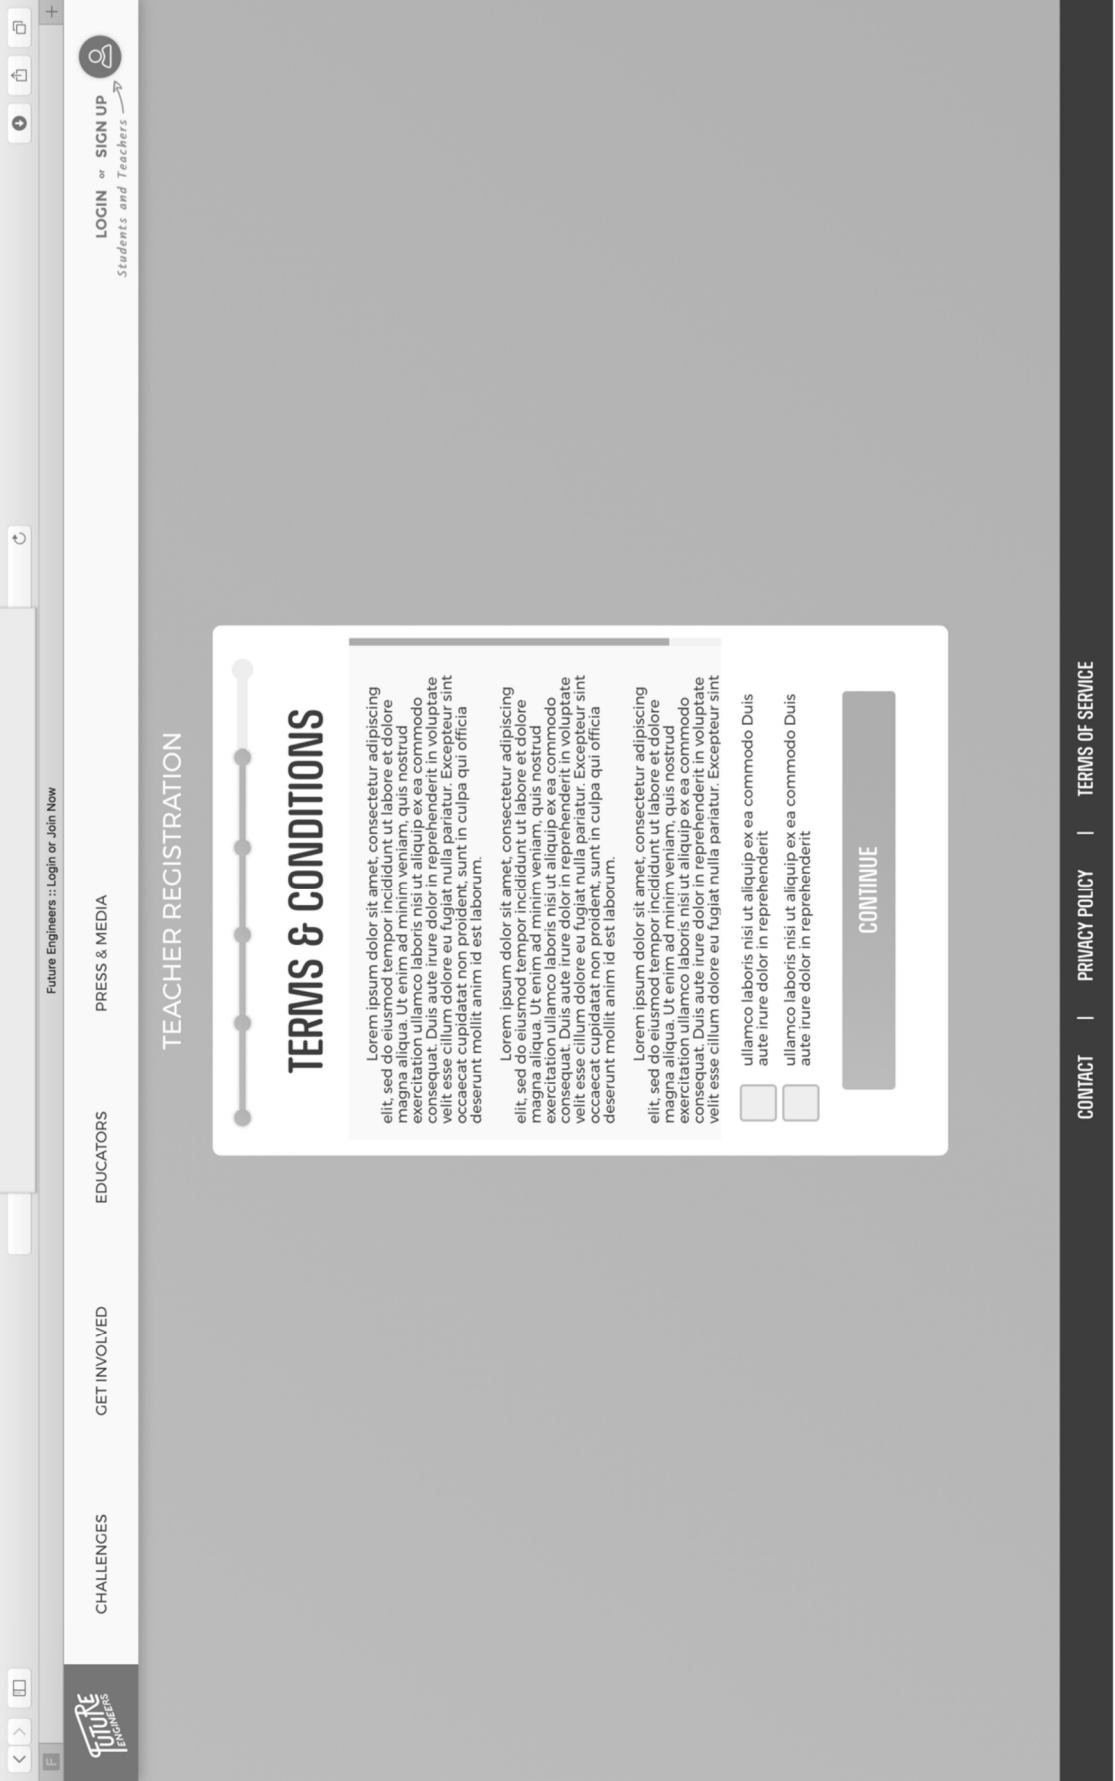 F
Future Engineers :: Login or Join Now
FUTURE
ENGINEERS
CHALLENGES
GET INVOLVED
EDUCATORS
PRESS & MEDIA
LOGIN or SIGN UP
Students and Teachers
TEACHER REGISTRATION
TERMS & CONDITIONS
Lorem ipsum dolor sit amet, consectetur adipiscing
elit, sed do eiusmod tempor incididunt ut labore et dolore
magna aliqua. Ut enim ad minim veniam, quis nostrud
exercitation ullamco laboris nisi ut aliquip ex ea commodo
consequat. Duis aute irure dolor in reprehenderit in voluptate
velit esse cillum dolore eu fugiat nulla pariatur. Excepteur sint
occaecat cupidatat non proident, sunt in culpa qui officia
deserunt mollit anim id est laborum.
Lorem ipsum dolor sit amet, consectetur adipiscing
elit, sed do eiusmod tempor incididunt ut labore et dolore
magna aliqua. Ut enim ad minim veniam, quis nostrud
exercitation ullamco laboris nisi ut aliquip ex ea commodo
consequat. Duis aute irure dolor in reprehenderit in voluptate
velit esse cillum dolore eu fugiat nulla pariatur. Excepteur sint
occaecat cupidatat non proident, sunt in culpa qui officia
deserunt mollit anim id est laborum.
Lorem ipsum dolor sit amet, consectetur adipiscing
elit, sed do eiusmod tempor incididunt ut labore et dolore
magna aliqua. Ut enim ad minim veniam, quis nostrud
exercitation ullamco laboris nisi ut aliquip ex ea commodo
consequat. Duis aute irure dolor in reprehenderit in voluptate
velit esse cillum dolore eu fugiat nulla pariatur. Excepteur sint
ullamco laboris nisi ut aliquip ex ea commodo Duis
aute irure dolor in reprehenderit
ullamco laboris nisi ut aliquip ex ea commodo Duis
aute irure dolor in reprehenderit
CONTINUE
CONTACT | PRIVACY POLICY | TERMS OF SERVICE